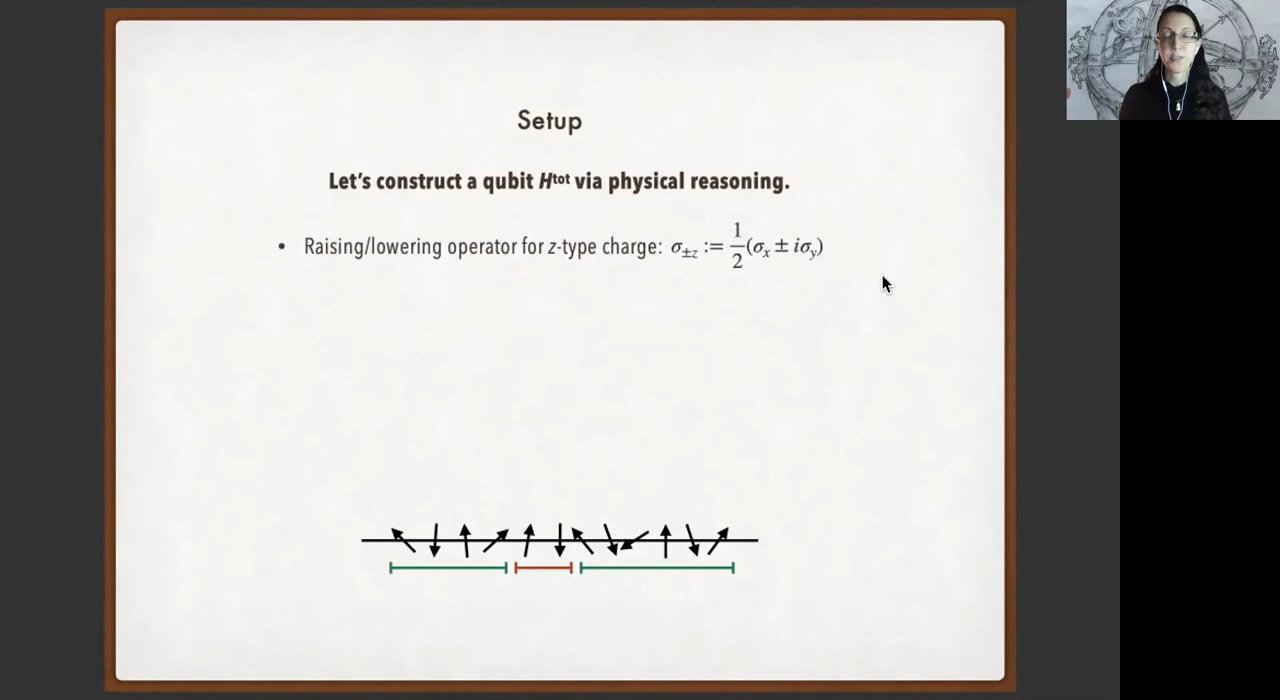 Setup
Let's construct a qubit Hᵗᵒᵗ via physical reasoning.
• Raising/lowering operator for z-type charge: σ±z := 1/2(σx ± iσy)